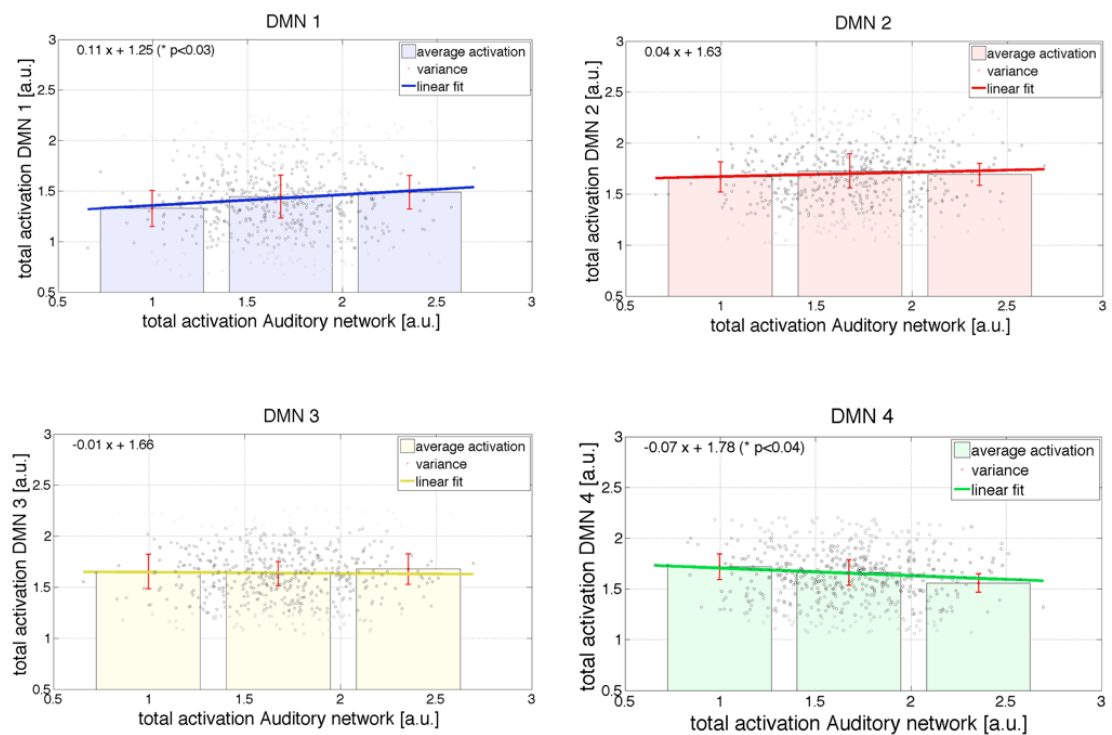 DMN 1
0.11 x + 1.25 (* p<0.03)
average activation
variance
linear fit
total activation DMN 1 [a.u.]
3
2.5
2
1.5
1
0.5
0.5 1 1.5 2 2.5 3
total activation Auditory network [a.u.]
DMN 2
0.04 x + 1.63
average activation
variance
linear fit
total activation DMN 2 [a.u.]
3
2.5
2
1.5
1
0.5
0.5 1 1.5 2 2.5 3
total activation Auditory network [a.u.]
DMN 3
-0.01 x + 1.66
average activation
variance
linear fit
total activation DMN 3 [a.u.]
3
2.5
2
1.5
1
0.5
0.5 1 1.5 2 2.5 3
total activation Auditory network [a.u.]
DMN 4
-0.07 x + 1.78 (* p<0.04)
average activation
variance
linear fit
total activation DMN 4 [a.u.]
3
2.5
2
1.5
1
0.5
0.5 1 1.5 2 2.5 3
total activation Auditory network [a.u.]